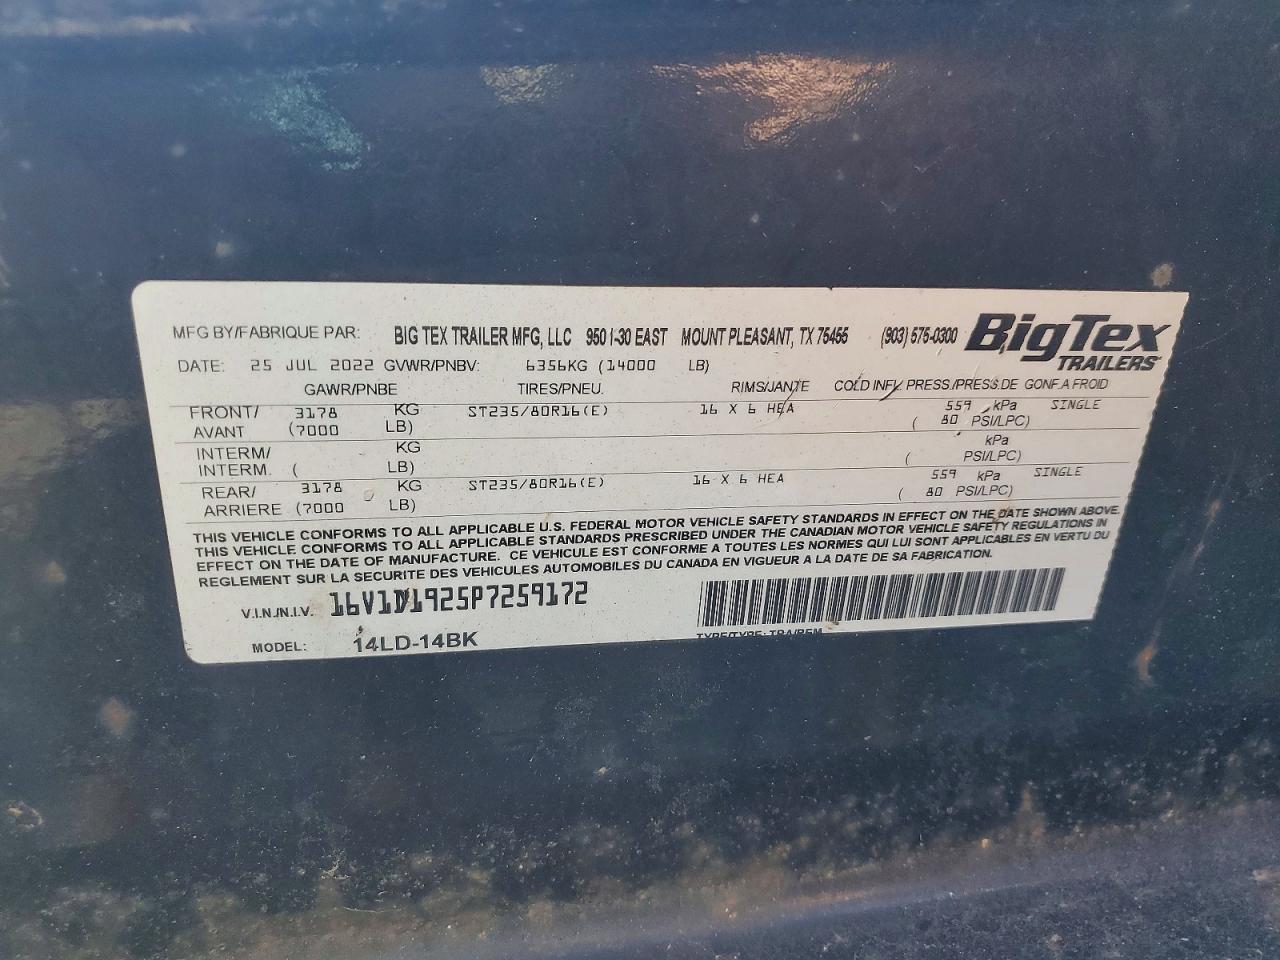 MFG BY/FABRIQUE PAR: BIG TEX TRAILER MFG, LLC 950 I-30 EAST MOUNT PLEASANT, TX 75455 (903) 575-0300 BigTex TRAILERS
DATE: 25 JUL 2022 GVWR/PNBV: 6356KG (14000 LB)
GAWR/PNBE TIRES/PNEU. RIMS/JANTE COLD INFL. PRESS./PRESS DE GONF. A FROID
FRONT/ 3178 KG ST235/80R16(E) 16 X 6 HEA 559 kPa SINGLE
AVANT (7000 LB) ( 80 PSI/LPC)
INTERM/ KG kPa
INTERM. ( LB) ( PSI/LPC)
REAR/ 3178 KG ST235/80R16(E) 16 X 6 HEA 559 kPa SINGLE
ARRIERE (7000 LB) ( 80 PSI/LPC)
THIS VEHICLE CONFORMS TO ALL APPLICABLE U.S. FEDERAL MOTOR VEHICLE SAFETY STANDARDS IN EFFECT ON THE DATE SHOWN ABOVE.
THIS VEHICLE CONFORMS TO ALL APPLICABLE STANDARDS PRESCRIBED UNDER THE CANADIAN MOTOR VEHICLE SAFETY REGULATIONS IN
EFFECT ON THE DATE OF MANUFACTURE. CE VEHICULE EST CONFORME A TOUTES LES NORMES QUI LUI SONT APPLICABLES EN VERTU DU
REGLEMENT SUR LA SECURITE DES VEHICULES AUTOMOBILES DU CANADA EN VIGUEUR A LA DATE DE SA FABRICATION.
V.I.N./N.I.V. 16V1D1925P7259172
MODEL: 14LD-14BK TYPE/TYPE: TRA/REM